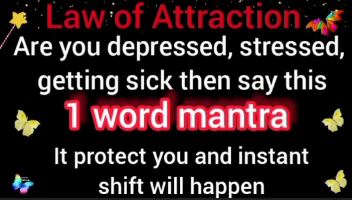 Law of Attraction
Are you depressed, stressed,
getting sick then say this
1 word mantra
It protect you and instant
shift will happen